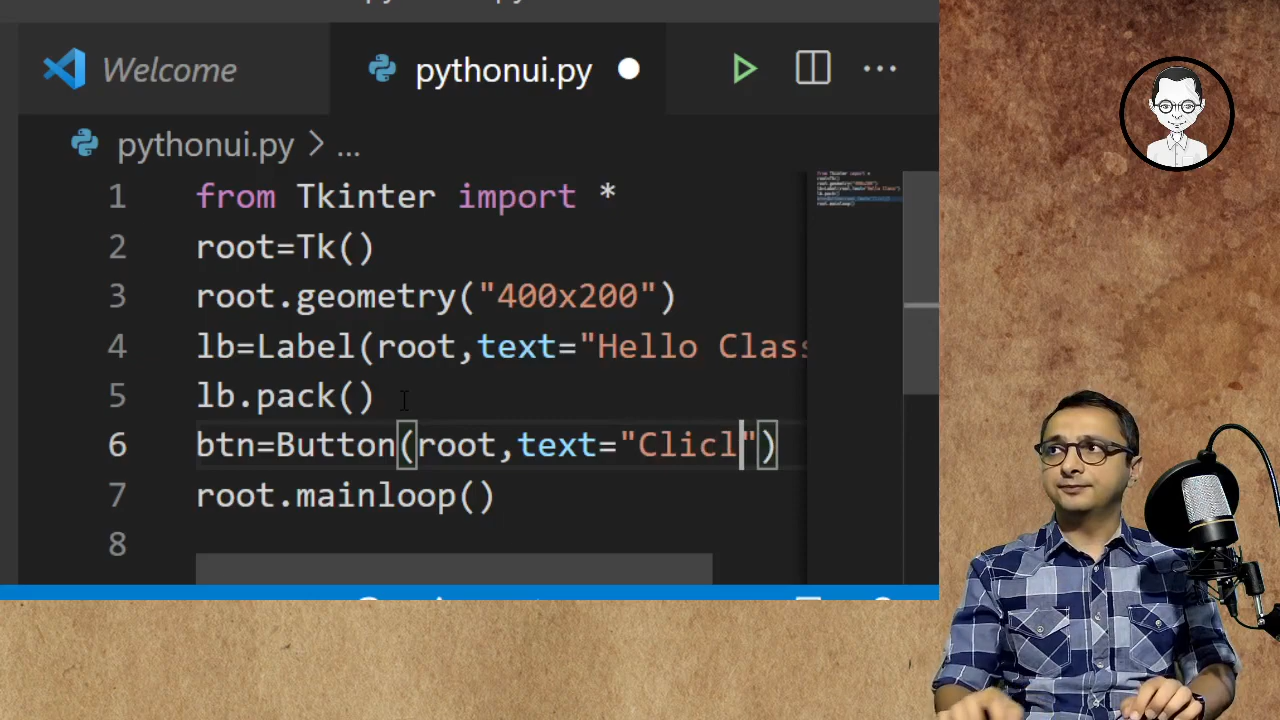 Welcome
pythonui.py
pythonui.py > ...
1 from Tkinter import *
2 root=Tk()
3 root.geometry("400x200")
4 lb=Label(root,text="Hello Class
5 lb.pack()
6 btn=Button(root,text="Clicl")
7 root.mainloop()
8